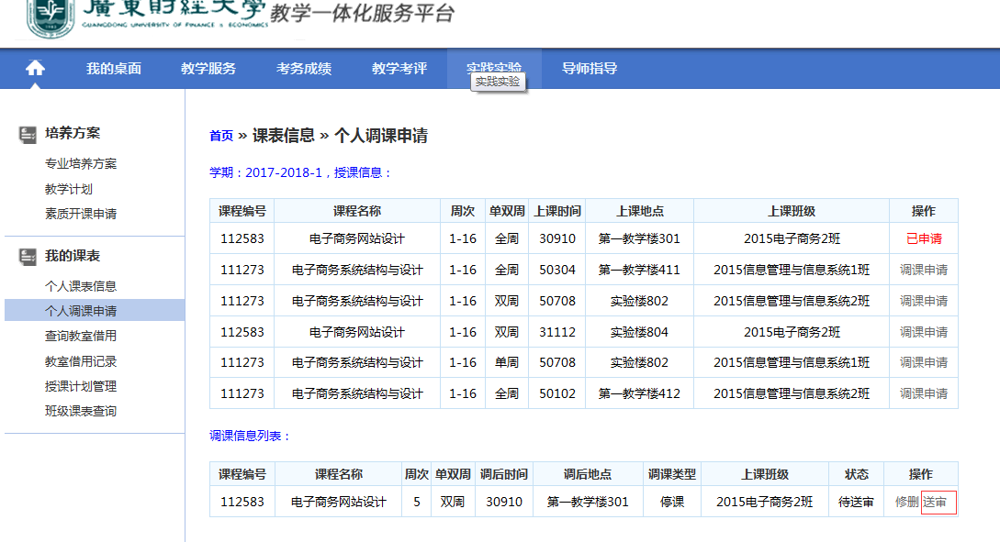 廣東財經大學 教学一体化服务平台
GUANGDONG UNIVERSITY OF FINANCE & ECONOMICS
我的桌面 教学服务 考务成绩 教学考评 实践实验 导师指导
实践实验
培养方案
专业培养方案
教学计划
素质开课申请
我的课表
个人课表信息
个人调课申请
查询教室借用
教室借用记录
授课计划管理
班级课表查询
首页 » 课表信息 » 个人调课申请
学期：2017-2018-1，授课信息：
课程编号 课程名称 周次 单双周 上课时间 上课地点 上课班级 操作
112583 电子商务网站设计 1-16 全周 30910 第一教学楼301 2015电子商务2班 已申请
111273 电子商务系统结构与设计 1-16 全周 50304 第一教学楼411 2015信息管理与信息系统1班 调课申请
111273 电子商务系统结构与设计 1-16 双周 50708 实验楼802 2015信息管理与信息系统2班 调课申请
112583 电子商务网站设计 1-16 双周 31112 实验楼804 2015电子商务2班 调课申请
111273 电子商务系统结构与设计 1-16 单周 50708 实验楼802 2015信息管理与信息系统1班 调课申请
111273 电子商务系统结构与设计 1-16 全周 50102 第一教学楼412 2015信息管理与信息系统2班 调课申请
调课信息列表：
课程编号 课程名称 周次 单双周 调后时间 调后地点 调课类型 上课班级 状态 操作
112583 电子商务网站设计 5 双周 30910 第一教学楼301 停课 2015电子商务2班 待送审 修删 送审